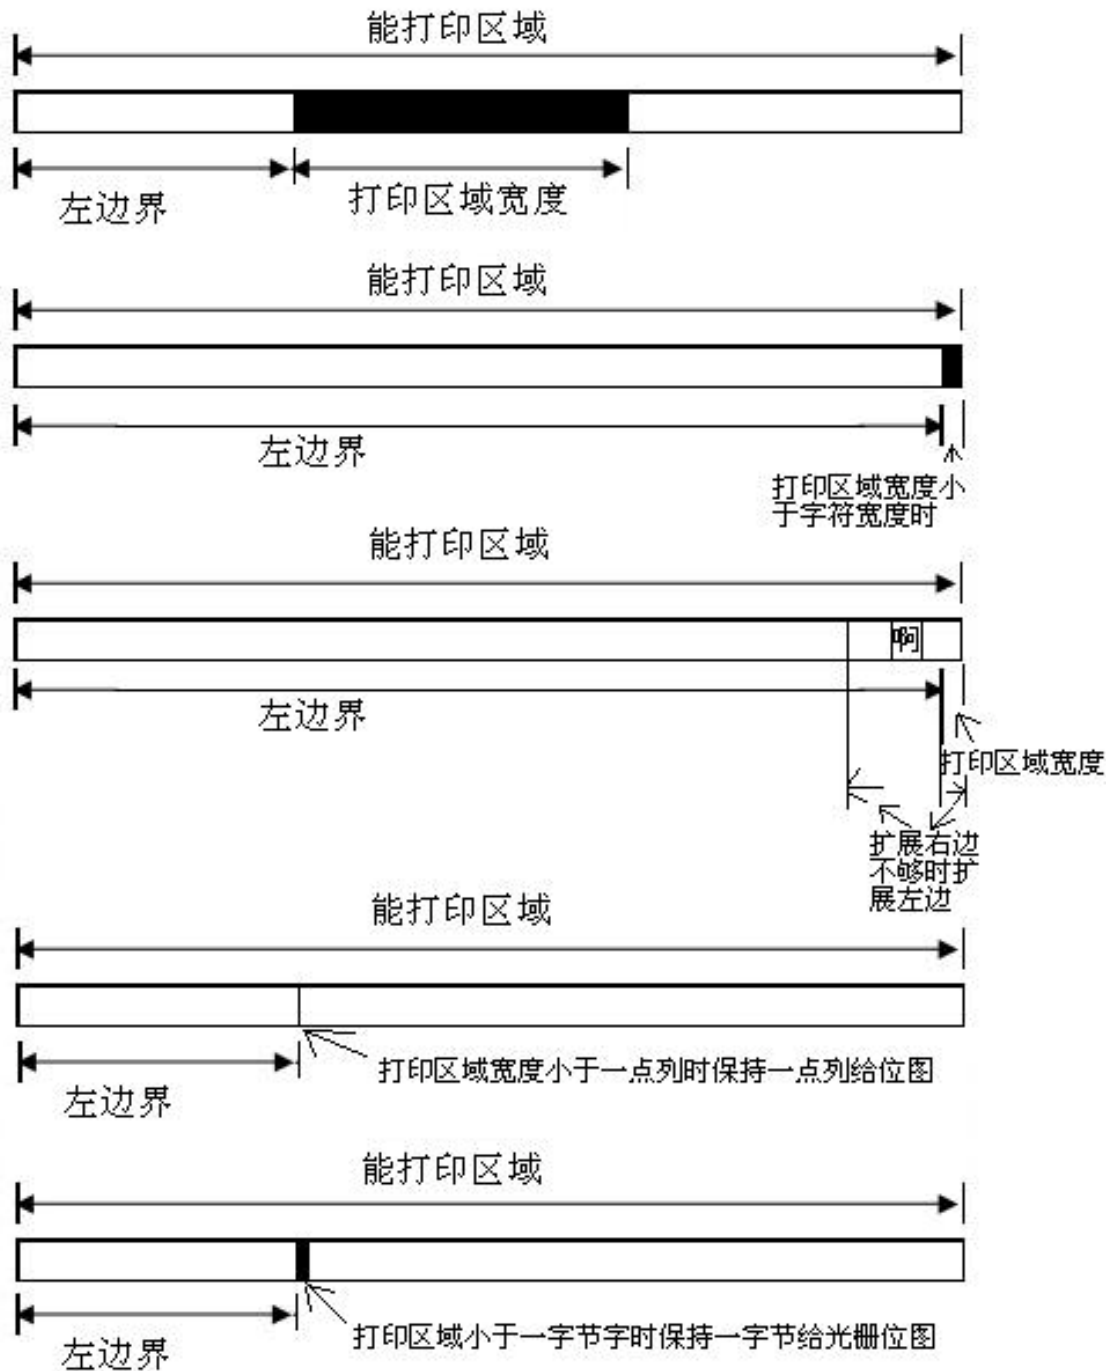 能打印区域
左边界
打印区域宽度
能打印区域
左边界
打印区域宽度小
于字符宽度时
能打印区域
啊
左边界
打印区域宽度
扩展右边
不够时扩
展左边
能打印区域
打印区域宽度小于一点列时保持一点列给位图
左边界
能打印区域
打印区域小于一字节字时保持一字节给光栅位图
左边界